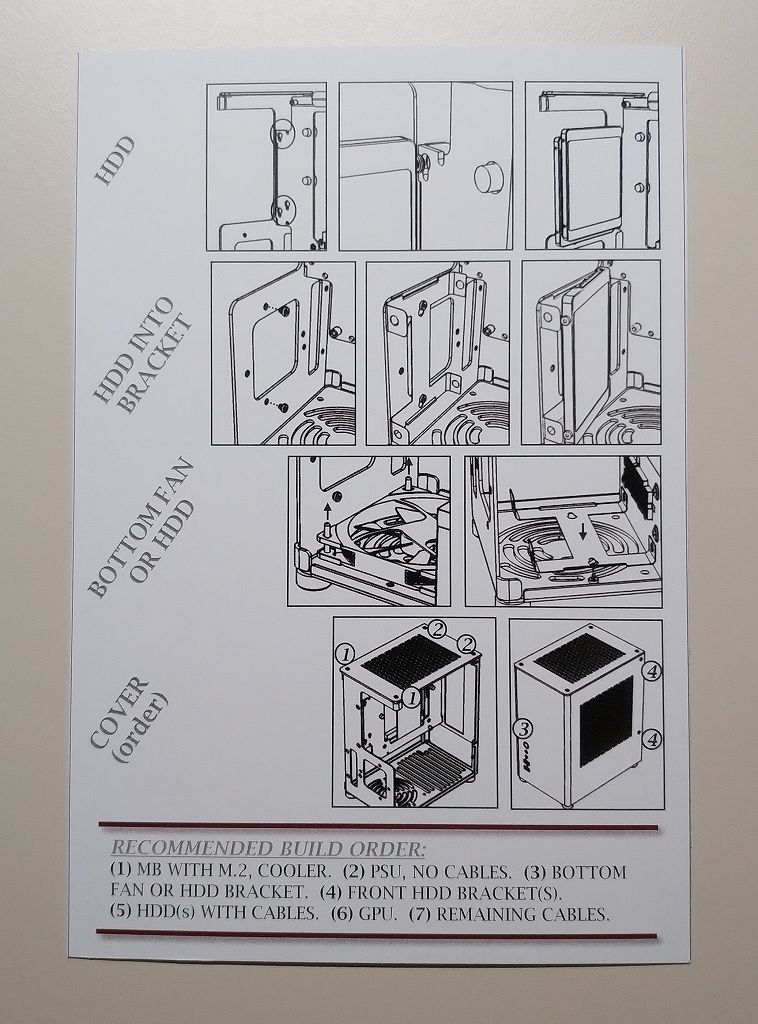 HDD
HDD INTO
BRACKET
BOTTOM FAN
OR HDD
COVER
(order)
1
2
2
1
3
4
4
RECOMMENDED BUILD ORDER:
(1) MB WITH M.2, COOLER. (2) PSU, NO CABLES. (3) BOTTOM
FAN OR HDD BRACKET. (4) FRONT HDD BRACKET(S).
(5) HDD(s) WITH CABLES. (6) GPU. (7) REMAINING CABLES.